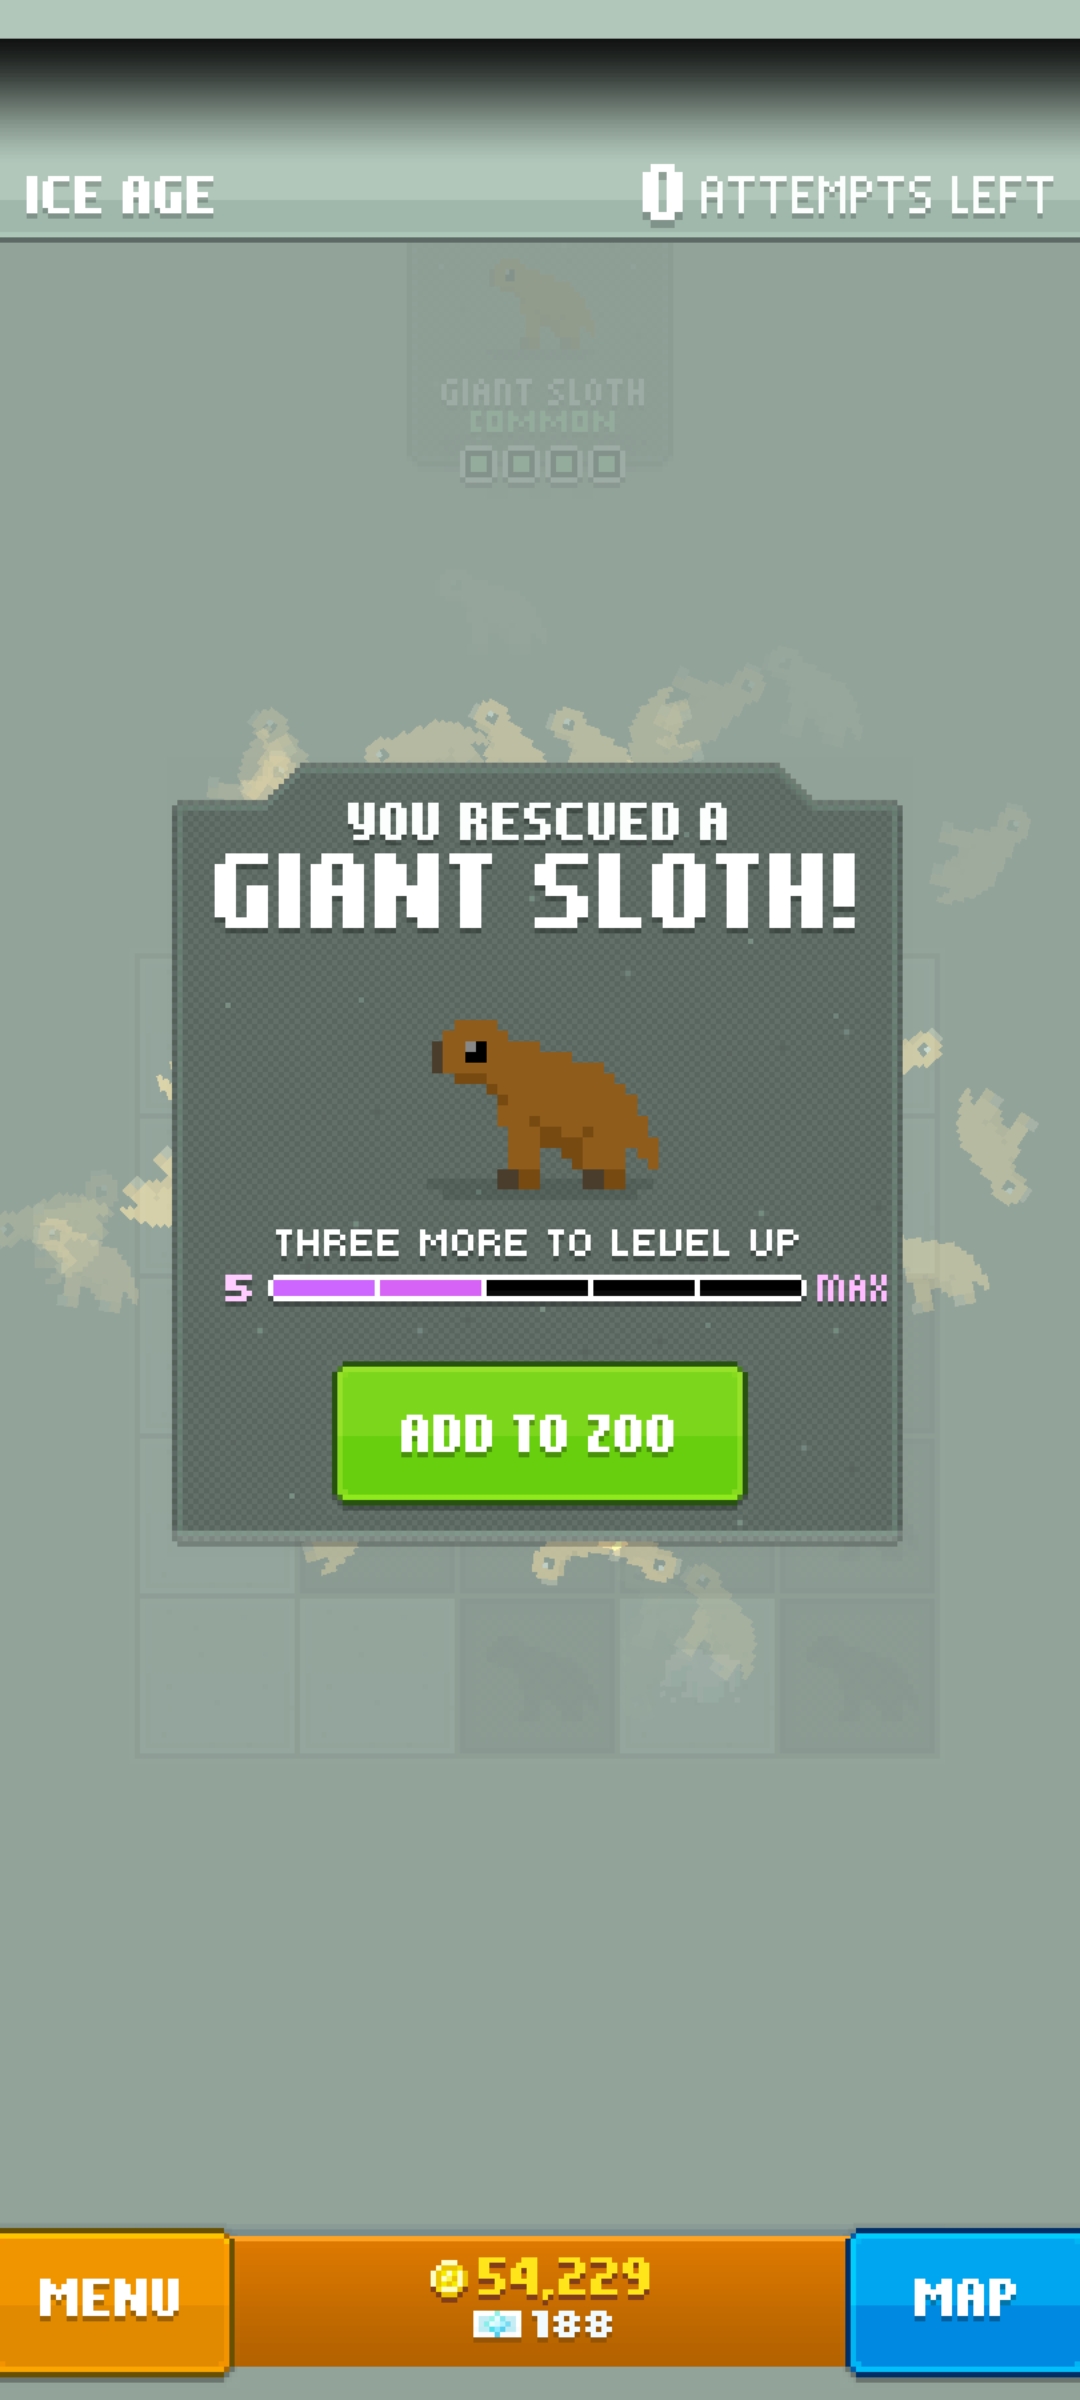 ICE AGE
0 ATTEMPTS LEFT
GIANT SLOTH
COMMON
YOU RESCUED A
GIANT SLOTH!
THREE MORE TO LEVEL UP
5 MAX
ADD TO ZOO
MENU
54,229
188
MAP